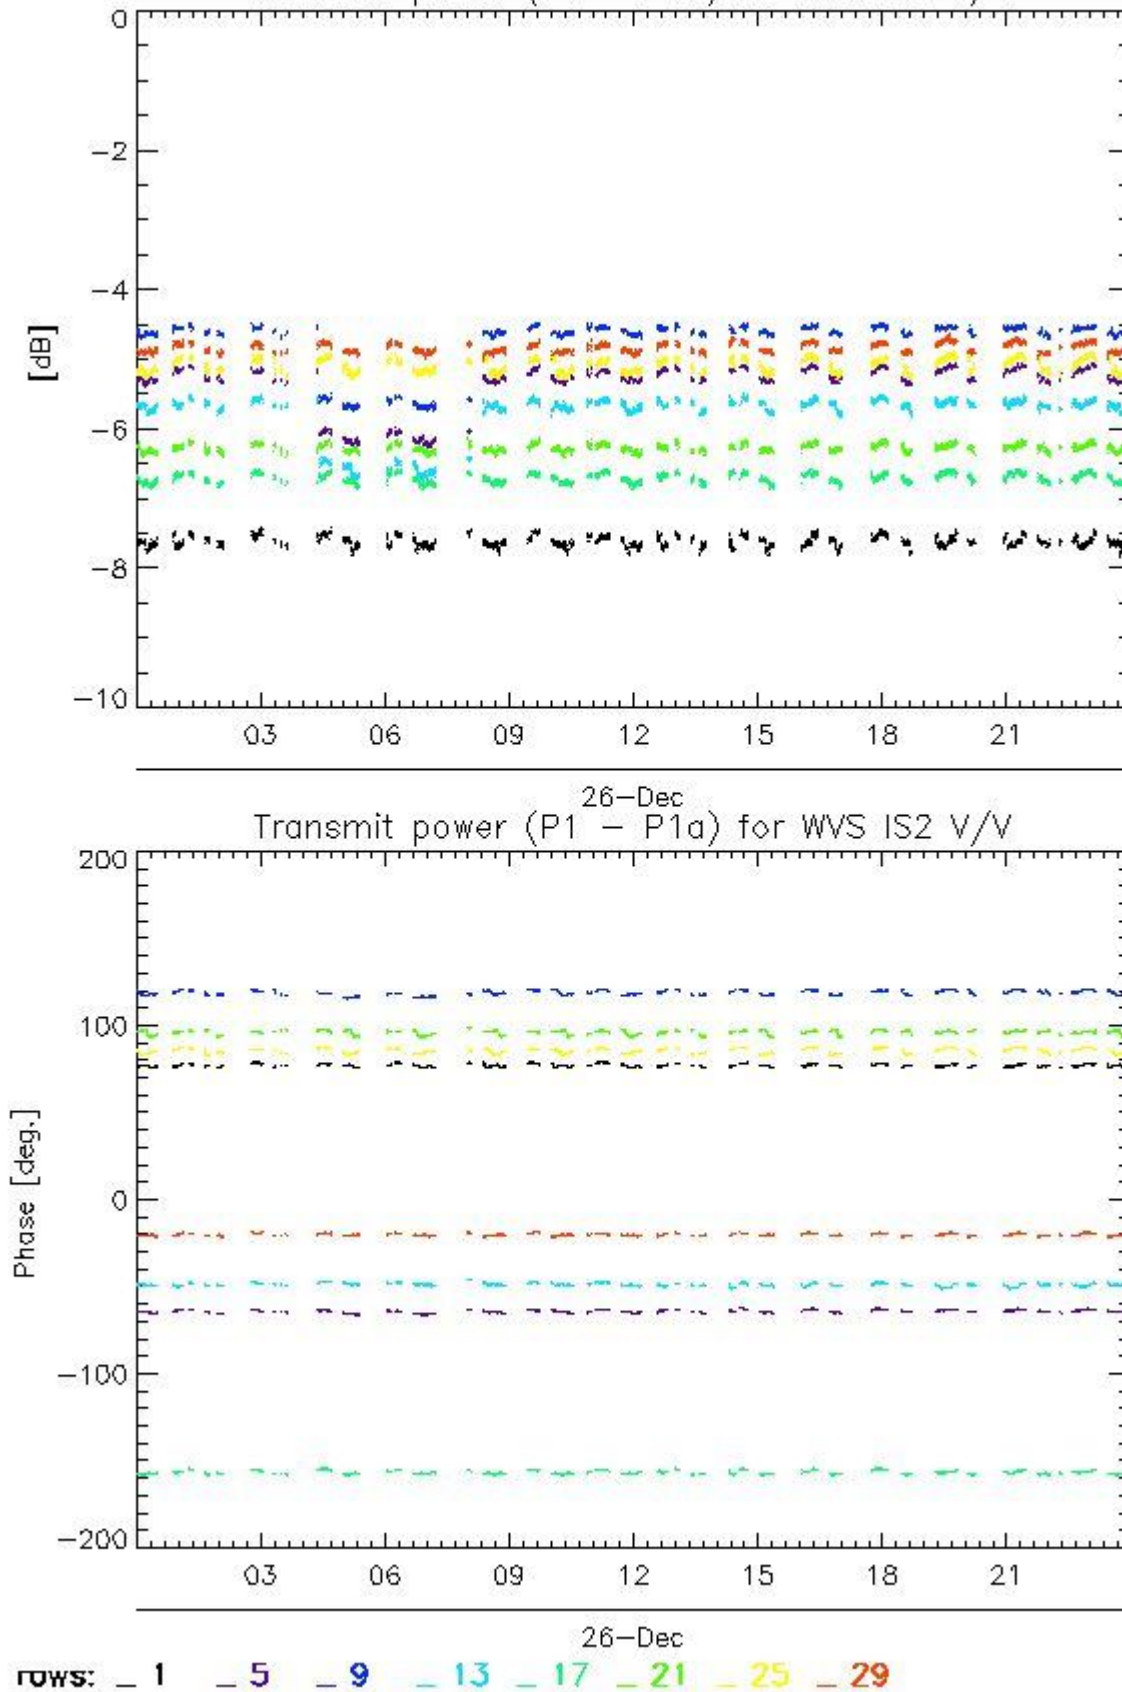 0
-2
-4
[dB]
-6
-8
-10
03 06 09 12 15 18 21
26-Dec
Transmit power (P1 - P1a) for WVS IS2 V/V
200
100
0
Phase [deg.]
-100
-200
03 06 09 12 15 18 21
26-Dec
rows: _ 1 _ 5 _ 9 _ 13 _ 17 _ 21 _ 25 _ 29